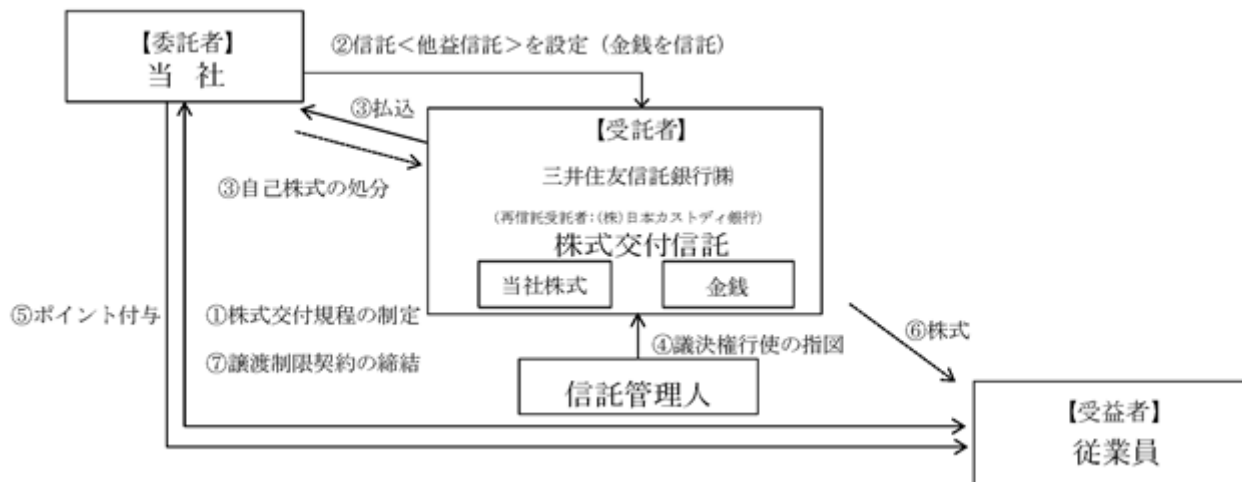 【委託者】
当 社
②信託<他益信託>を設定（金銭を信託）
③払込
③自己株式の処分
【受託者】
三井住友信託銀行㈱
(再信託受託者:(株)日本カストディ銀行)
株式交付信託
当社株式
金銭
⑤ポイント付与
①株式交付規程の制定
⑦譲渡制限契約の締結
④議決権行使の指図
信託管理人
⑥株式
【受益者】
従業員